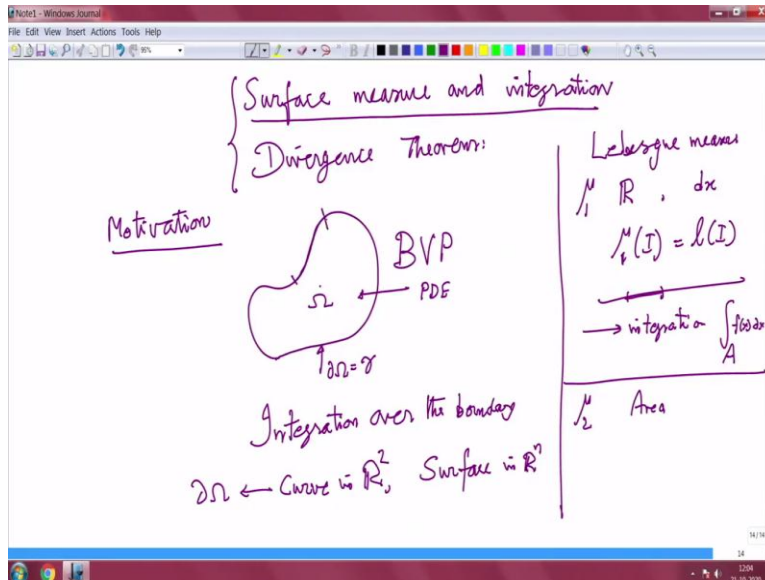 Note1 - Windows Journal
File Edit View Insert Actions Tools Help
95%
Surface measure and integration
Divergence Theorem:
Motivation
BVP
PDE
Ω
∂Ω=γ
Integration over the boundary
∂Ω ← Curve in ℝ², Surface in ℝⁿ
Lebesgue measure
μ₁ ℝ, dx
μ₁(I) = l(I)
→ integration ∫_A f(x)dx
μ₂ Area
14/14
14
12:04